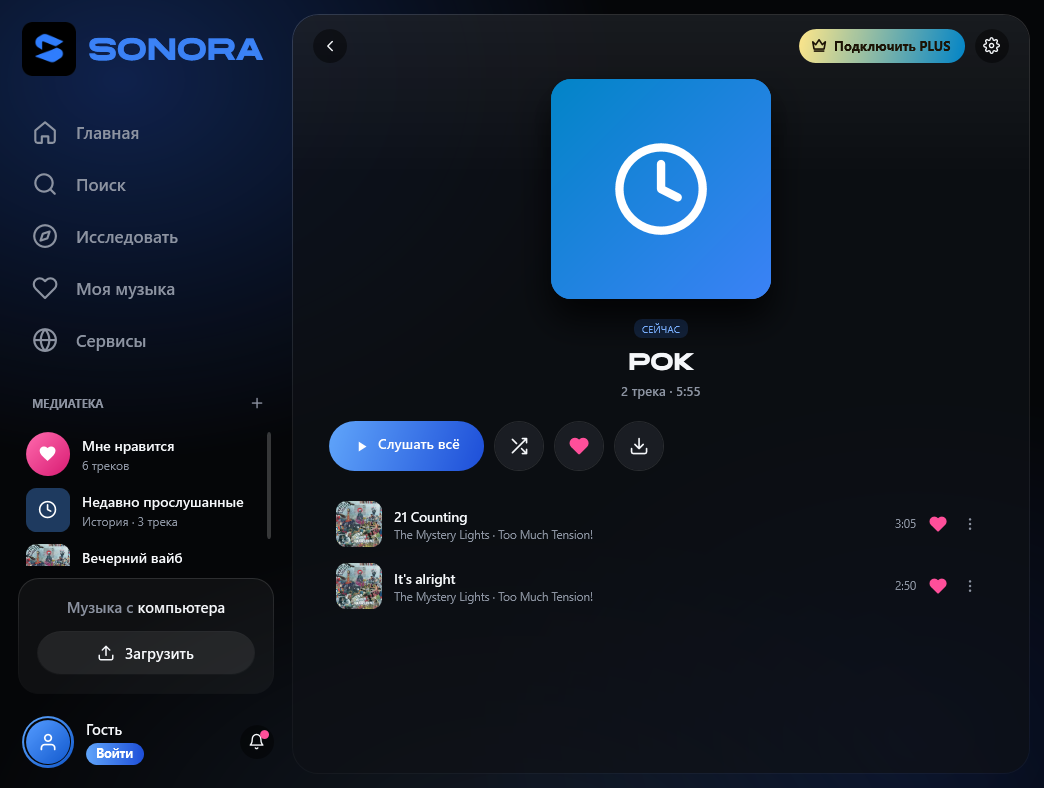 SONORA
Подключить PLUS
Главная
Поиск
Исследовать
Моя музыка
Сервисы
МЕДИАТЕКА
Мне нравится
6 треков
Недавно прослушанные
История · 3 трека
Вечерний вайб
Музыка с компьютера
Загрузить
Гость
Войти
СЕЙЧАС
РОК
2 трека · 5:55
Слушать всё
21 Counting
The Mystery Lights · Too Much Tension!
3:05
It's alright
The Mystery Lights · Too Much Tension!
2:50